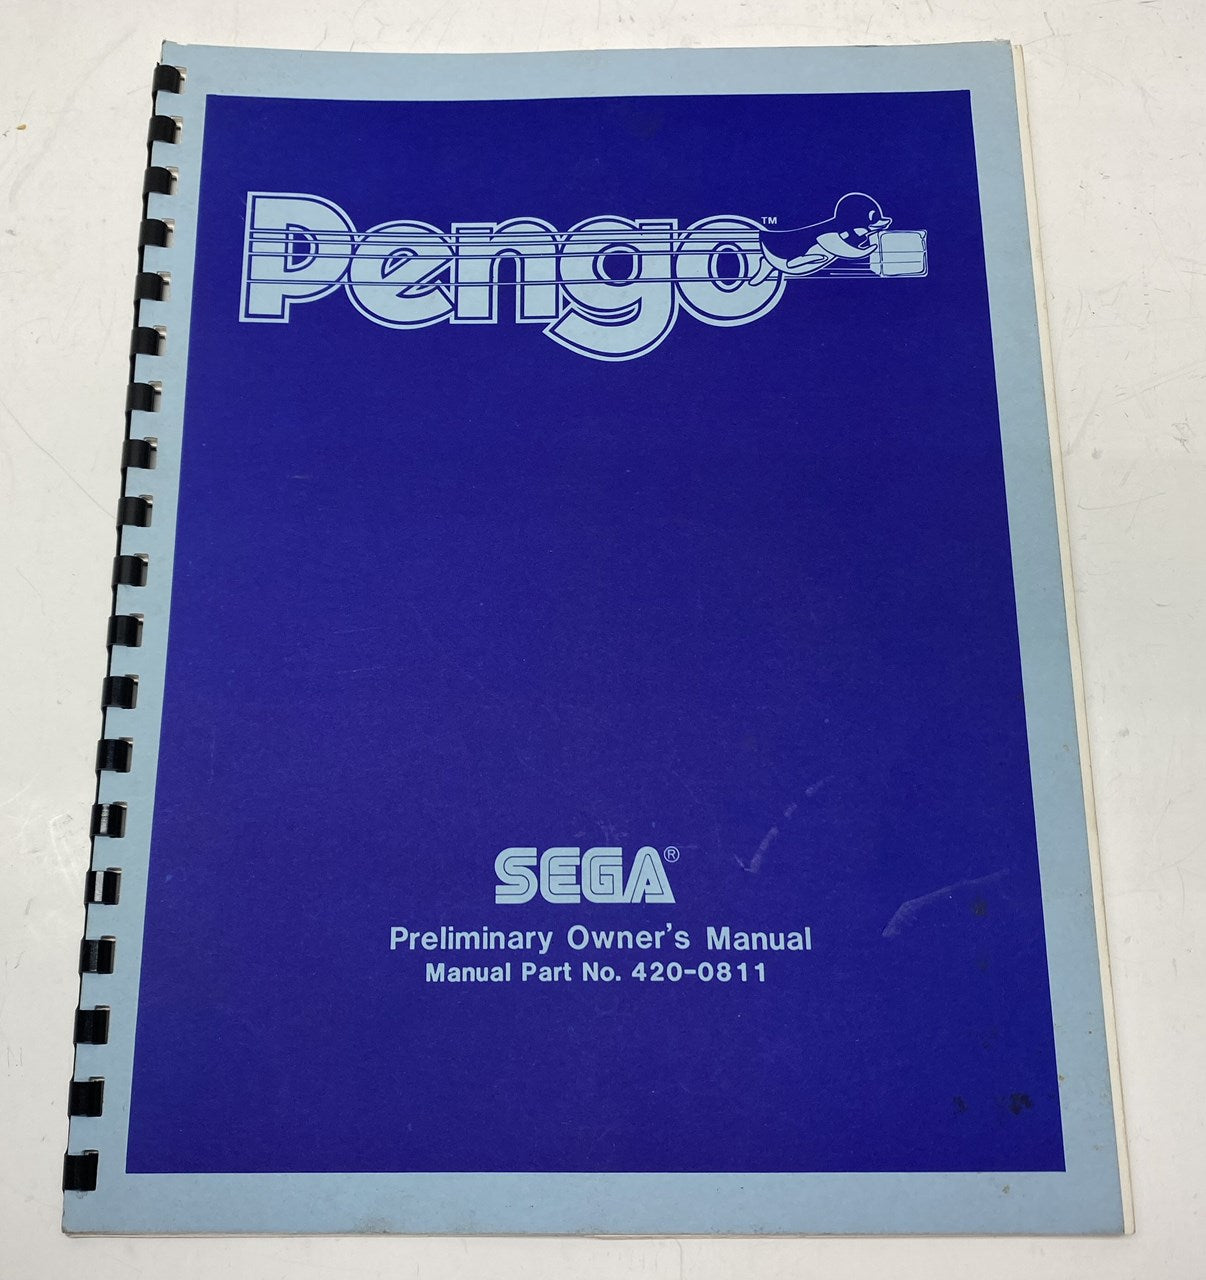 Pengo™
SEGA®
Preliminary Owner's Manual
Manual Part No. 420-0811